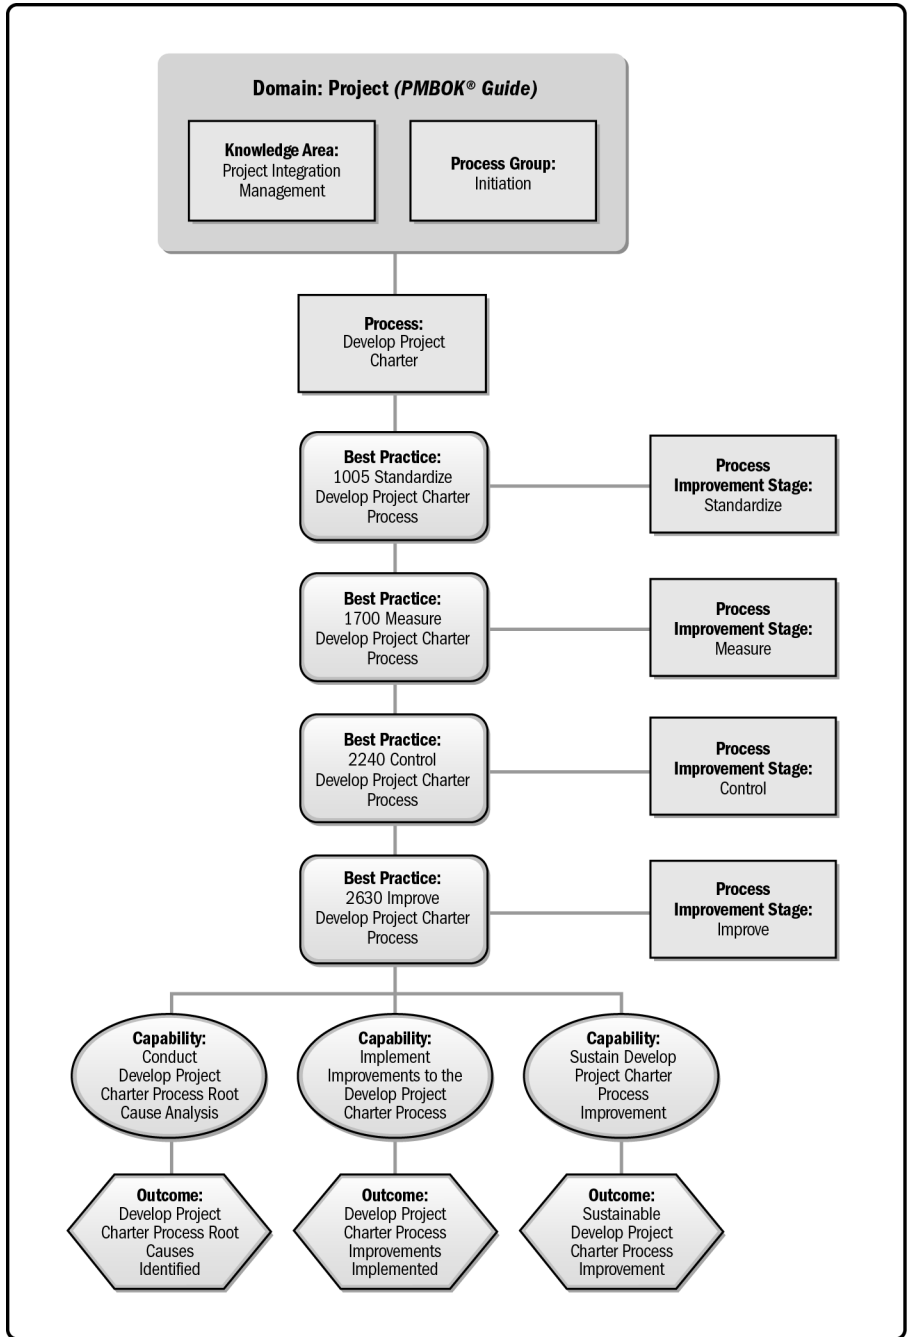 Domain: Project (PMBOK® Guide)
Knowledge Area:
Project Integration
Management
Process Group:
Initiation
Process:
Develop Project
Charter
Best Practice:
1005 Standardize
Develop Project Charter
Process
Process
Improvement Stage:
Standardize
Best Practice:
1700 Measure
Develop Project Charter
Process
Process
Improvement Stage:
Measure
Best Practice:
2240 Control
Develop Project Charter
Process
Process
Improvement Stage:
Control
Best Practice:
2630 Improve
Develop Project Charter
Process
Process
Improvement Stage:
Improve
Capability:
Conduct
Develop Project
Charter Process Root
Cause Analysis
Capability:
Implement
Improvements to the
Develop Project
Charter Process
Capability:
Sustain Develop
Project Charter
Process
Improvement
Outcome:
Develop Project
Charter Process Root
Causes
Identified
Outcome:
Develop Project
Charter Process
Improvements
Implemented
Outcome:
Sustainable
Develop Project
Charter Process
Improvement